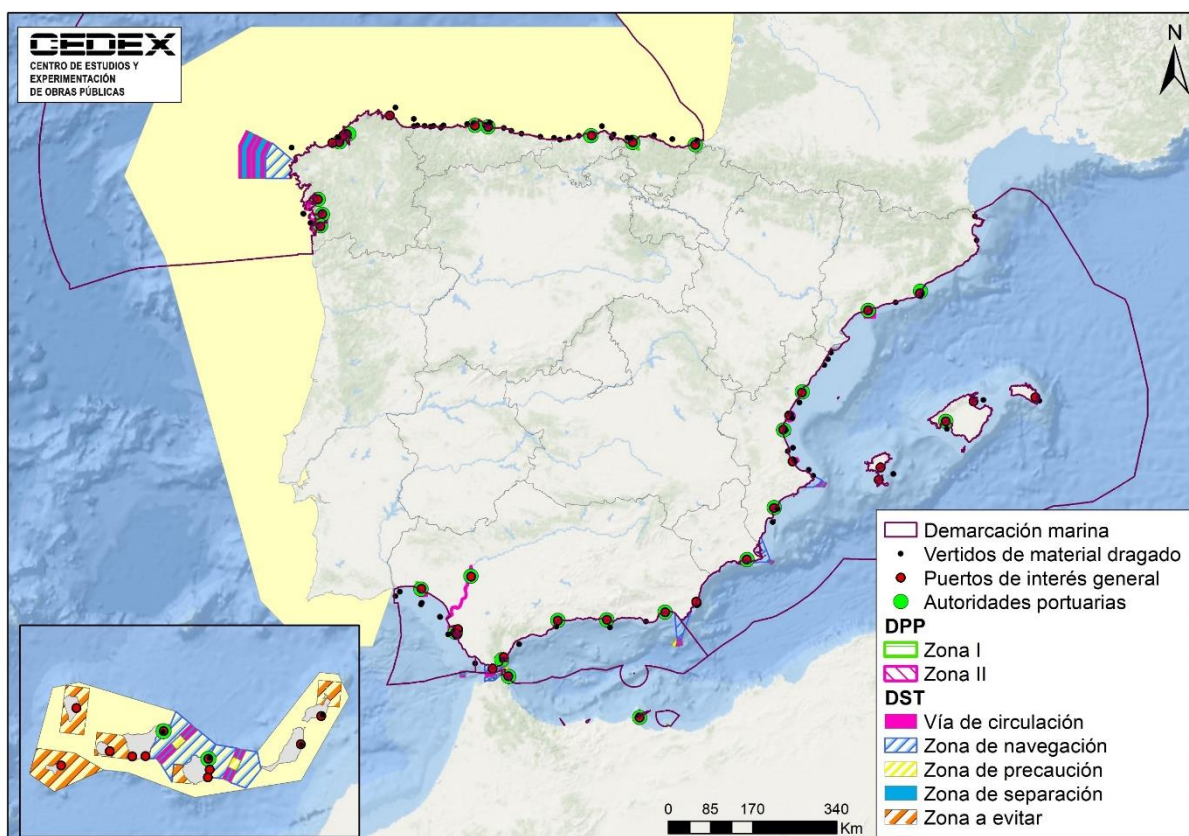 CEDEX
CENTRO DE ESTUDIOS Y
EXPERIMENTACIÓN
DE OBRAS PÚBLICAS
N
Demarcación marina
Vertidos de material dragado
Puertos de interés general
Autoridades portuarias
DPP
Zona I
Zona II
DST
Vía de circulación
Zona de navegación
Zona de precaución
Zona de separación
Zona a evitar
0 85 170 340
Km